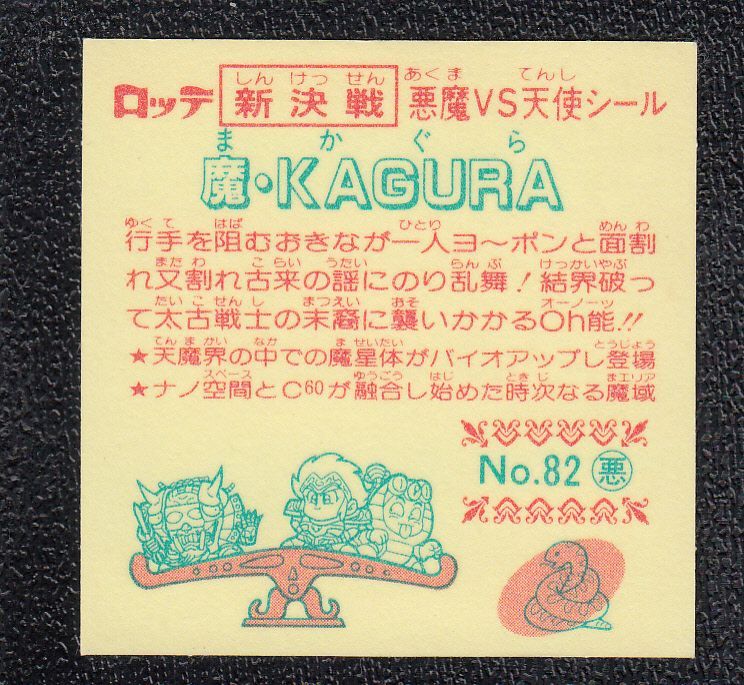 しんけっせん あくま てんし
ロッテ 新決戦 悪魔VS天使シール
まかぐら
魔・KAGURA
ゆくて はば ひとり めんわ
行手を阻むおきなが一人ヨ〜ポンと面割
またわ こらい うたい らんぶ けっかいやぶ
れ又割れ古来の謡にのり乱舞!結界破っ
たいこせんし まつえい おそ オーノーッ
て太古戦士の末裔に襲いかかるOh能!!
てんまかい なか ませいたい とうじょう
★天魔界の中での魔星体がバイオアップし登場
スペース ゆうごう はじ ときじ まエリア
★ナノ空間とC60が融合し始めた時次なる魔域
No.82 悪